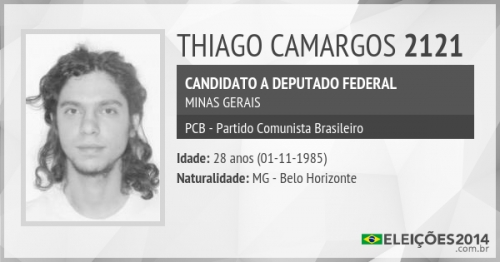 THIAGO CAMARGOS 2121
CANDIDATO A DEPUTADO FEDERAL
MINAS GERAIS
PCB - Partido Comunista Brasileiro
Idade: 28 anos (01-11-1985)
Naturalidade: MG - Belo Horizonte
ELEIÇÕES2014
.com.br